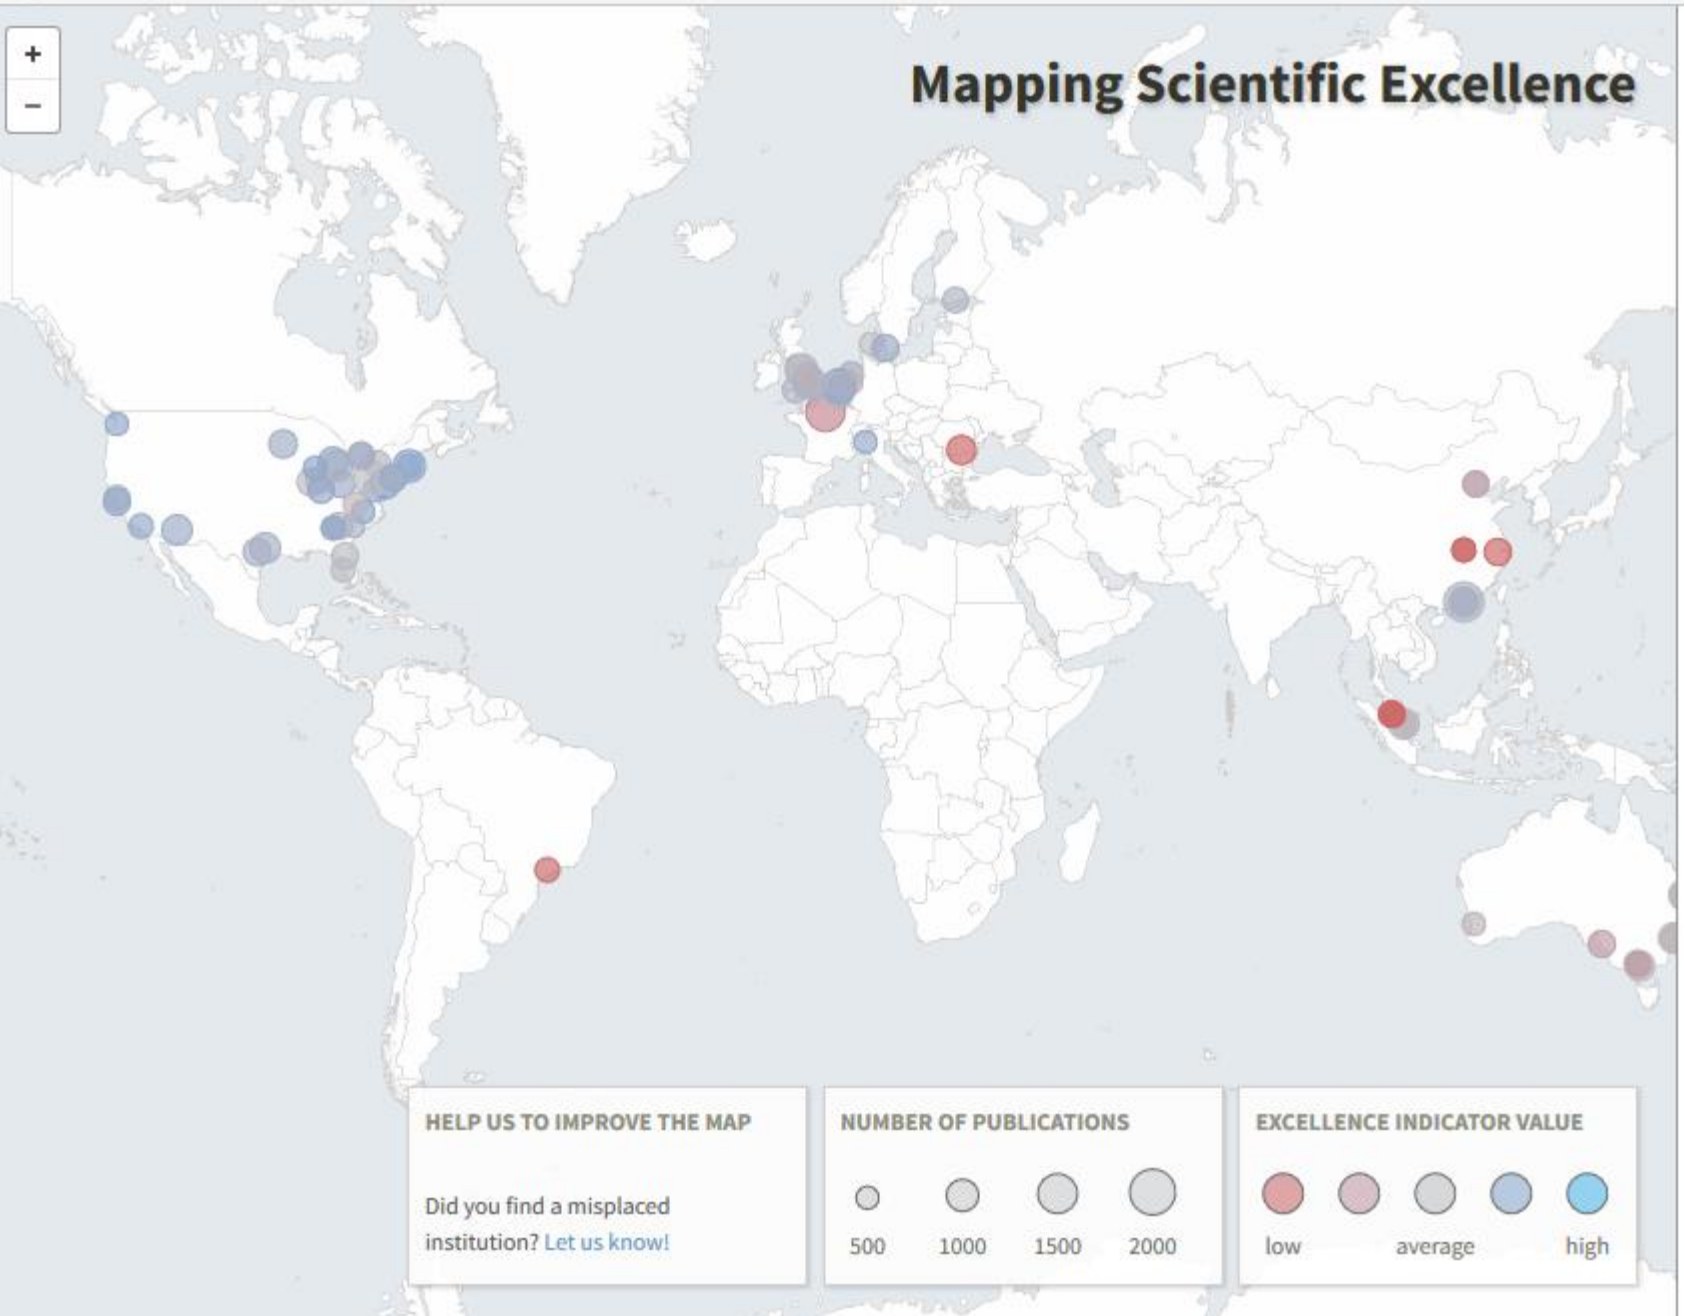 +
−
Mapping Scientific Excellence
HELP US TO IMPROVE THE MAP
Did you find a misplaced
institution? Let us know!
NUMBER OF PUBLICATIONS
500 1000 1500 2000
EXCELLENCE INDICATOR VALUE
low average high